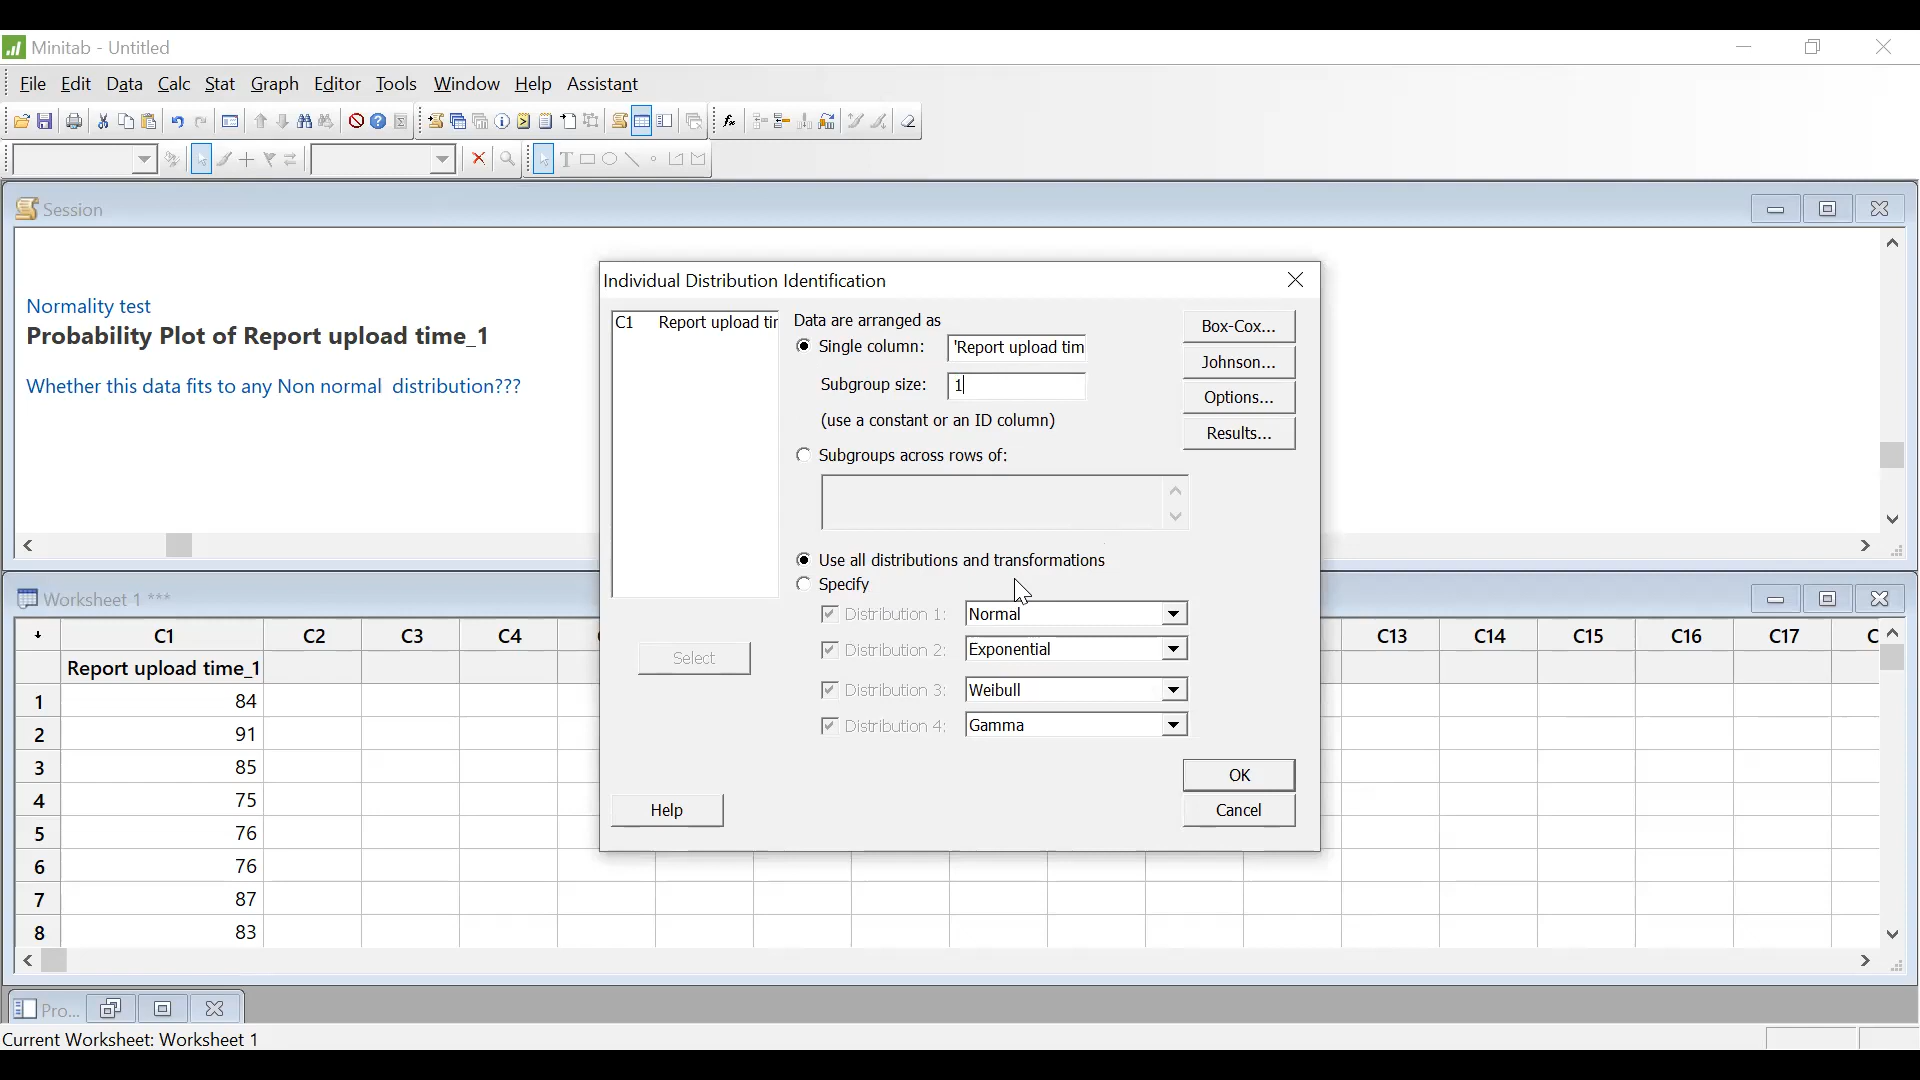 Minitab - Untitled
File Edit Data Calc Stat Graph Editor Tools Window Help Assistant
Session
Normality test
Probability Plot of Report upload time_1
Whether this data fits to any Non normal distribution???
Individual Distribution Identification
C1 Report upload tir
Data are arranged as
Single column: 'Report upload tim
Subgroup size: 1
(use a constant or an ID column)
Subgroups across rows of:
Use all distributions and transformations
Specify
Distribution 1: Normal
Distribution 2: Exponential
Distribution 3: Weibull
Distribution 4: Gamma
Box-Cox...
Johnson...
Options...
Results...
Select
Help
OK
Cancel
Worksheet 1 ***
C1 C2 C3 C4 C13 C14 C15 C16 C17 C
Report upload time_1
1 84
2 91
3 85
4 75
5 76
6 76
7 87
8 83
Pro...
Current Worksheet: Worksheet 1